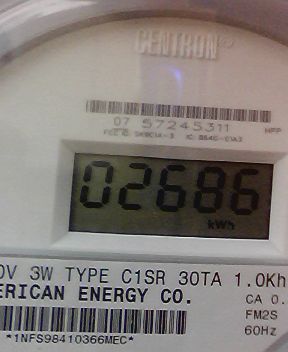 CENTRON
07 57245311
02686
kWh
0V 3W TYPE C1SR 30TA 1.0Kh
ERICAN ENERGY CO.
CA 0.
FM2S
60Hz
*1NFS98410366MEC*